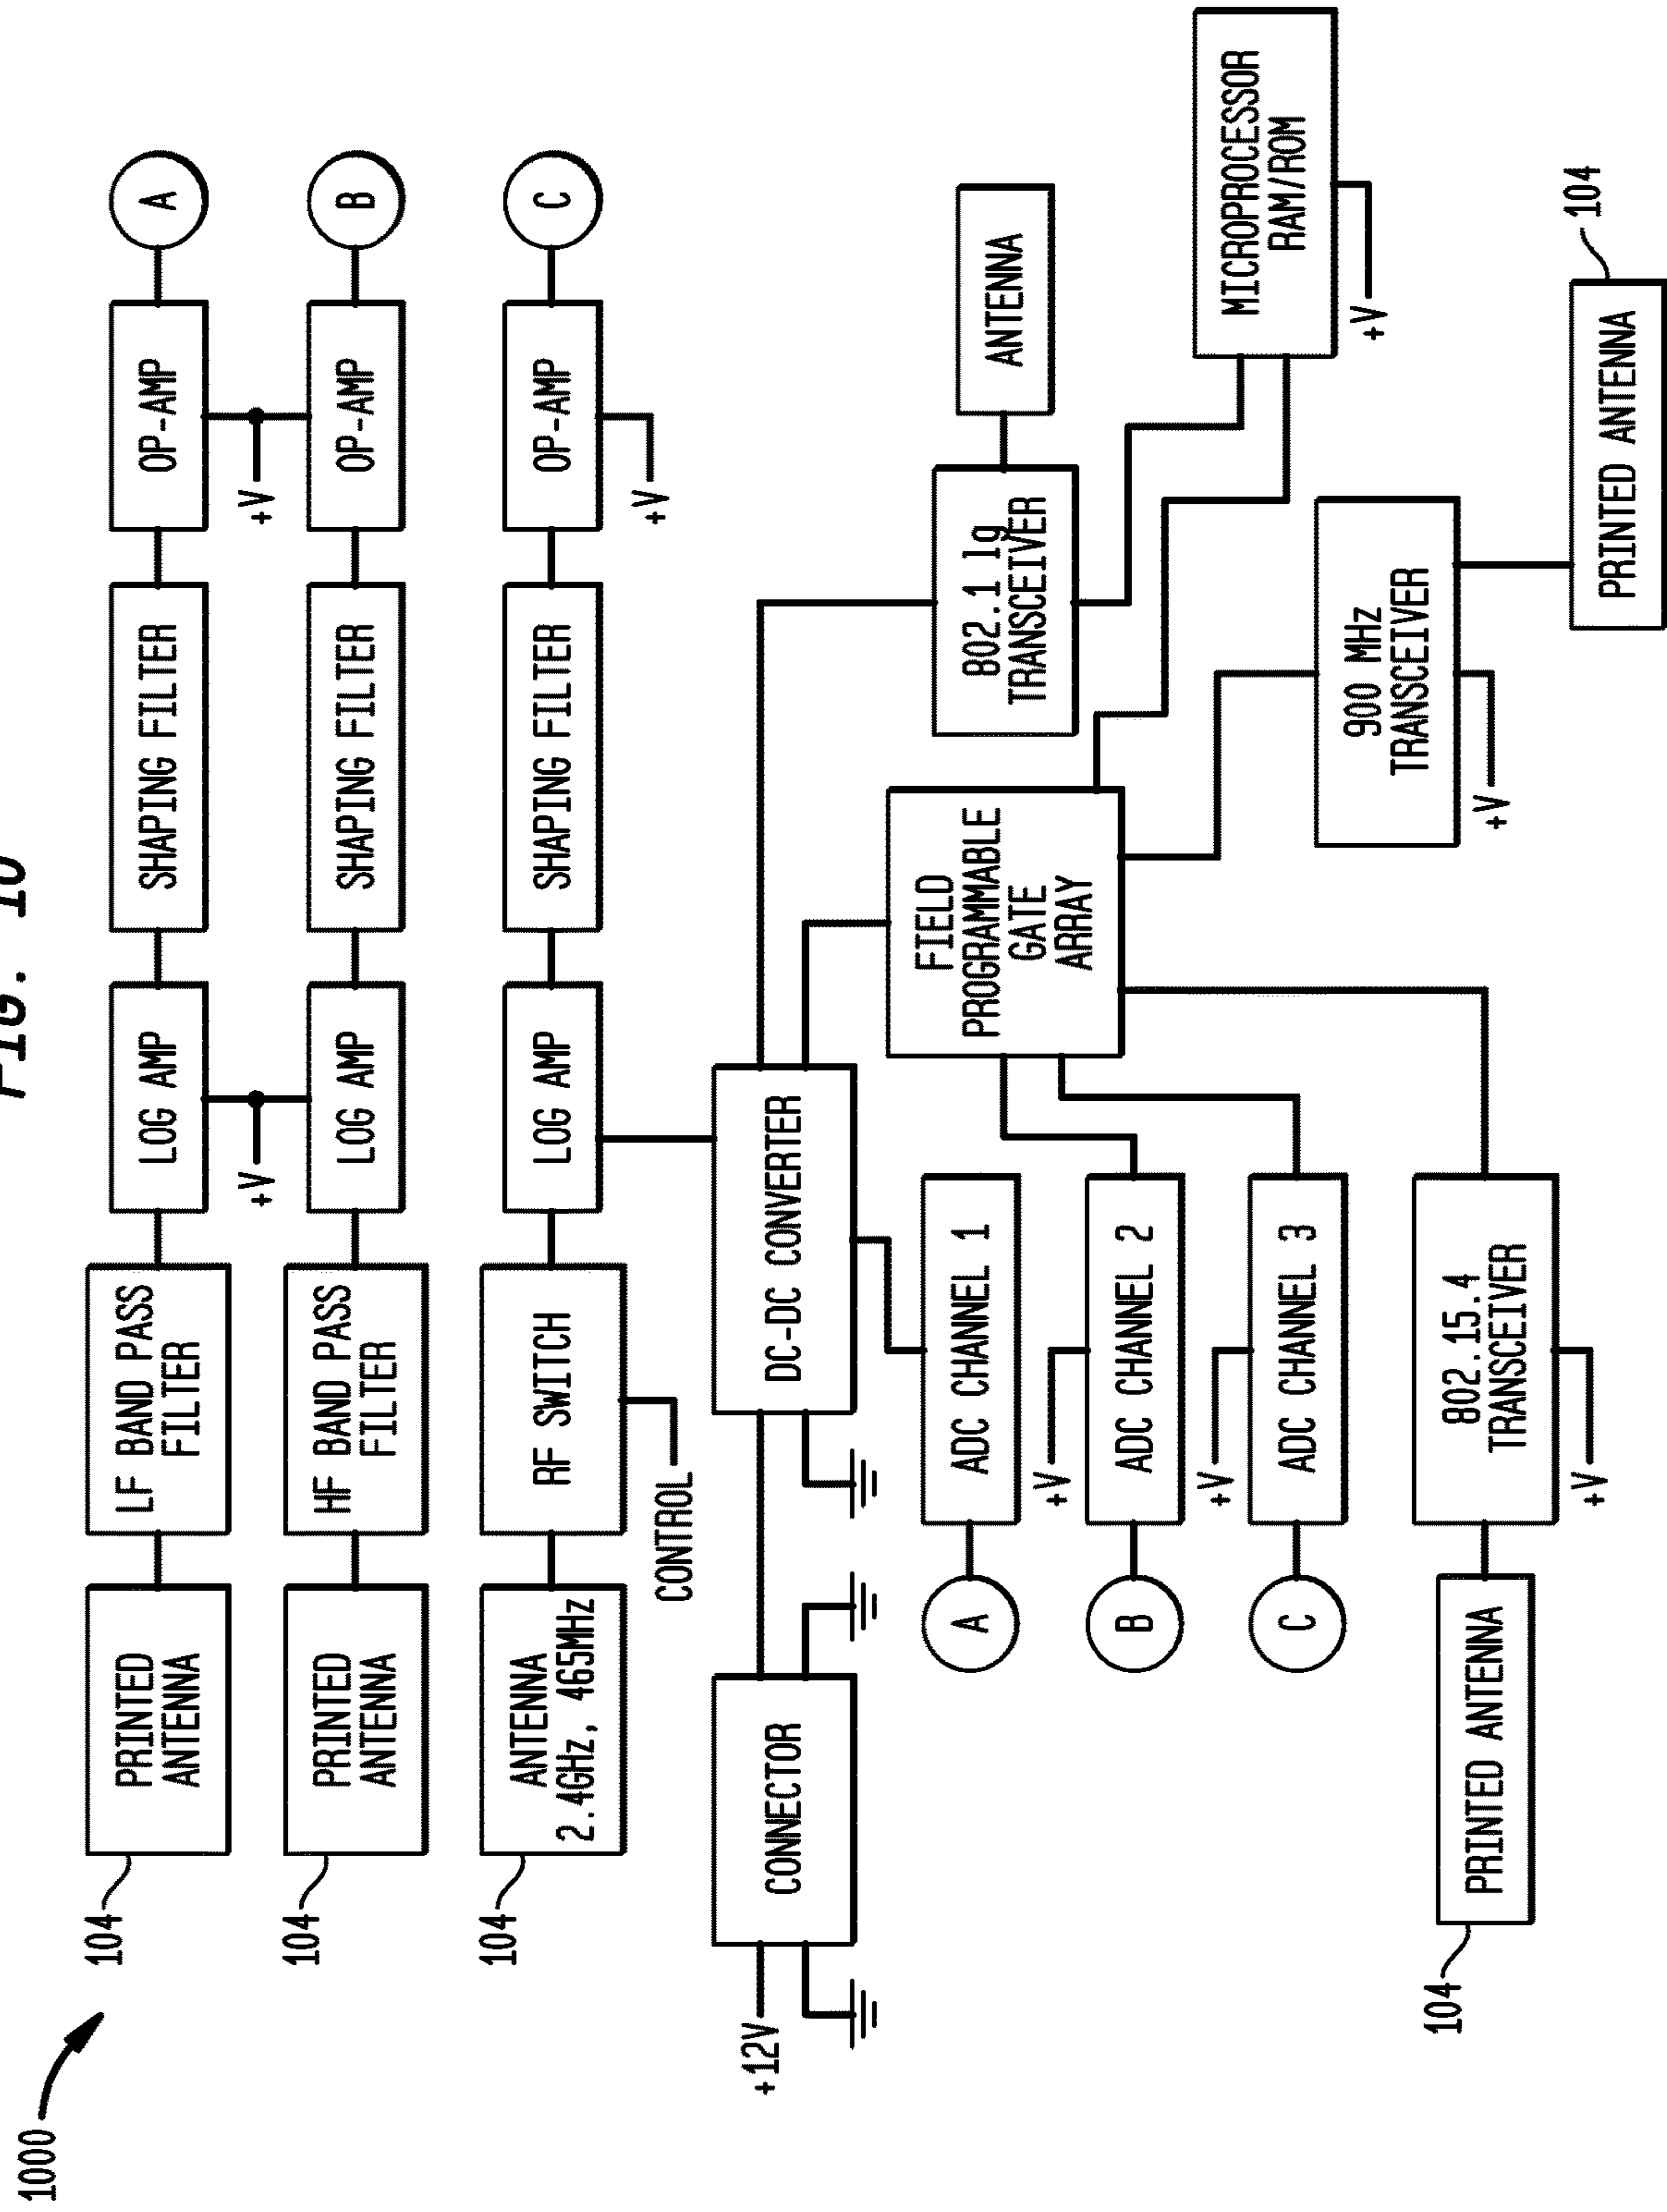 FIG. 10
1000
104
PRINTED
ANTENNA
LF BAND PASS
FILTER
LOG AMP
SHAPING FILTER
OP-AMP
A
+V
+V
104
PRINTED
ANTENNA
HF BAND PASS
FILTER
LOG AMP
SHAPING FILTER
OP-AMP
B
104
ANTENNA
2.4GHz, 465MHz
RF SWITCH
LOG AMP
SHAPING FILTER
OP-AMP
C
CONTROL
+V
+12V
CONNECTOR
DC-DC CONVERTER
A
ADC CHANNEL 1
FIELD
PROGRAMMABLE
GATE
ARRAY
802.1 lg
TRANSCEIVER
ANTENNA
+V
B
ADC CHANNEL 2
+V
C
ADC CHANNEL 3
MICROPROCESSOR
RAM/ROM
+V
900 MHz
TRANSCEIVER
+V
104
PRINTED ANTENNA
802.15.4
TRANSCEIVER
+V
PRINTED ANTENNA
104